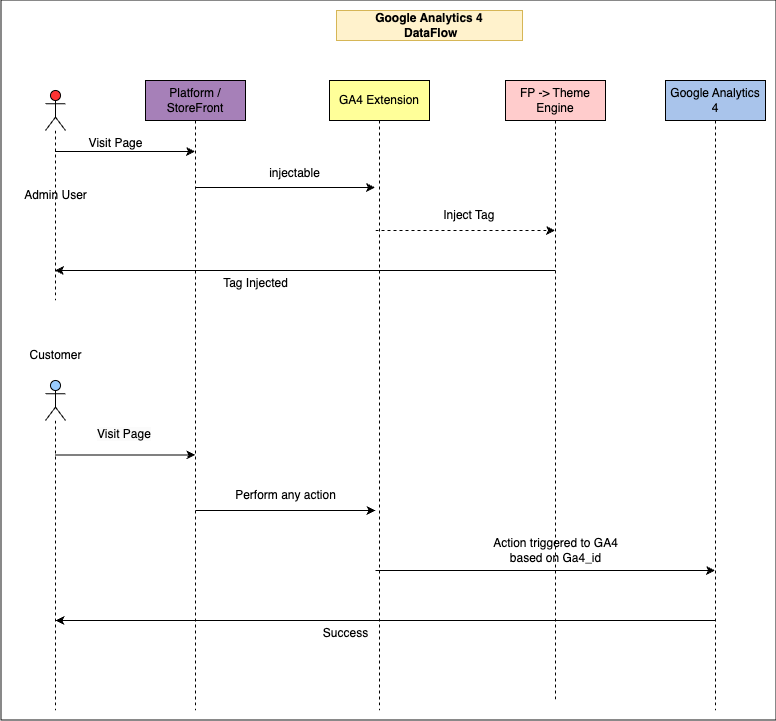 Google Analytics 4
DataFlow
Platform /
StoreFront
GA4 Extension
FP -> Theme
Engine
Google Analytics
4
Visit Page
injectable
Admin User
Inject Tag
Tag Injected
Customer
Visit Page
Perform any action
Action triggered to GA4
based on Ga4_id
Success